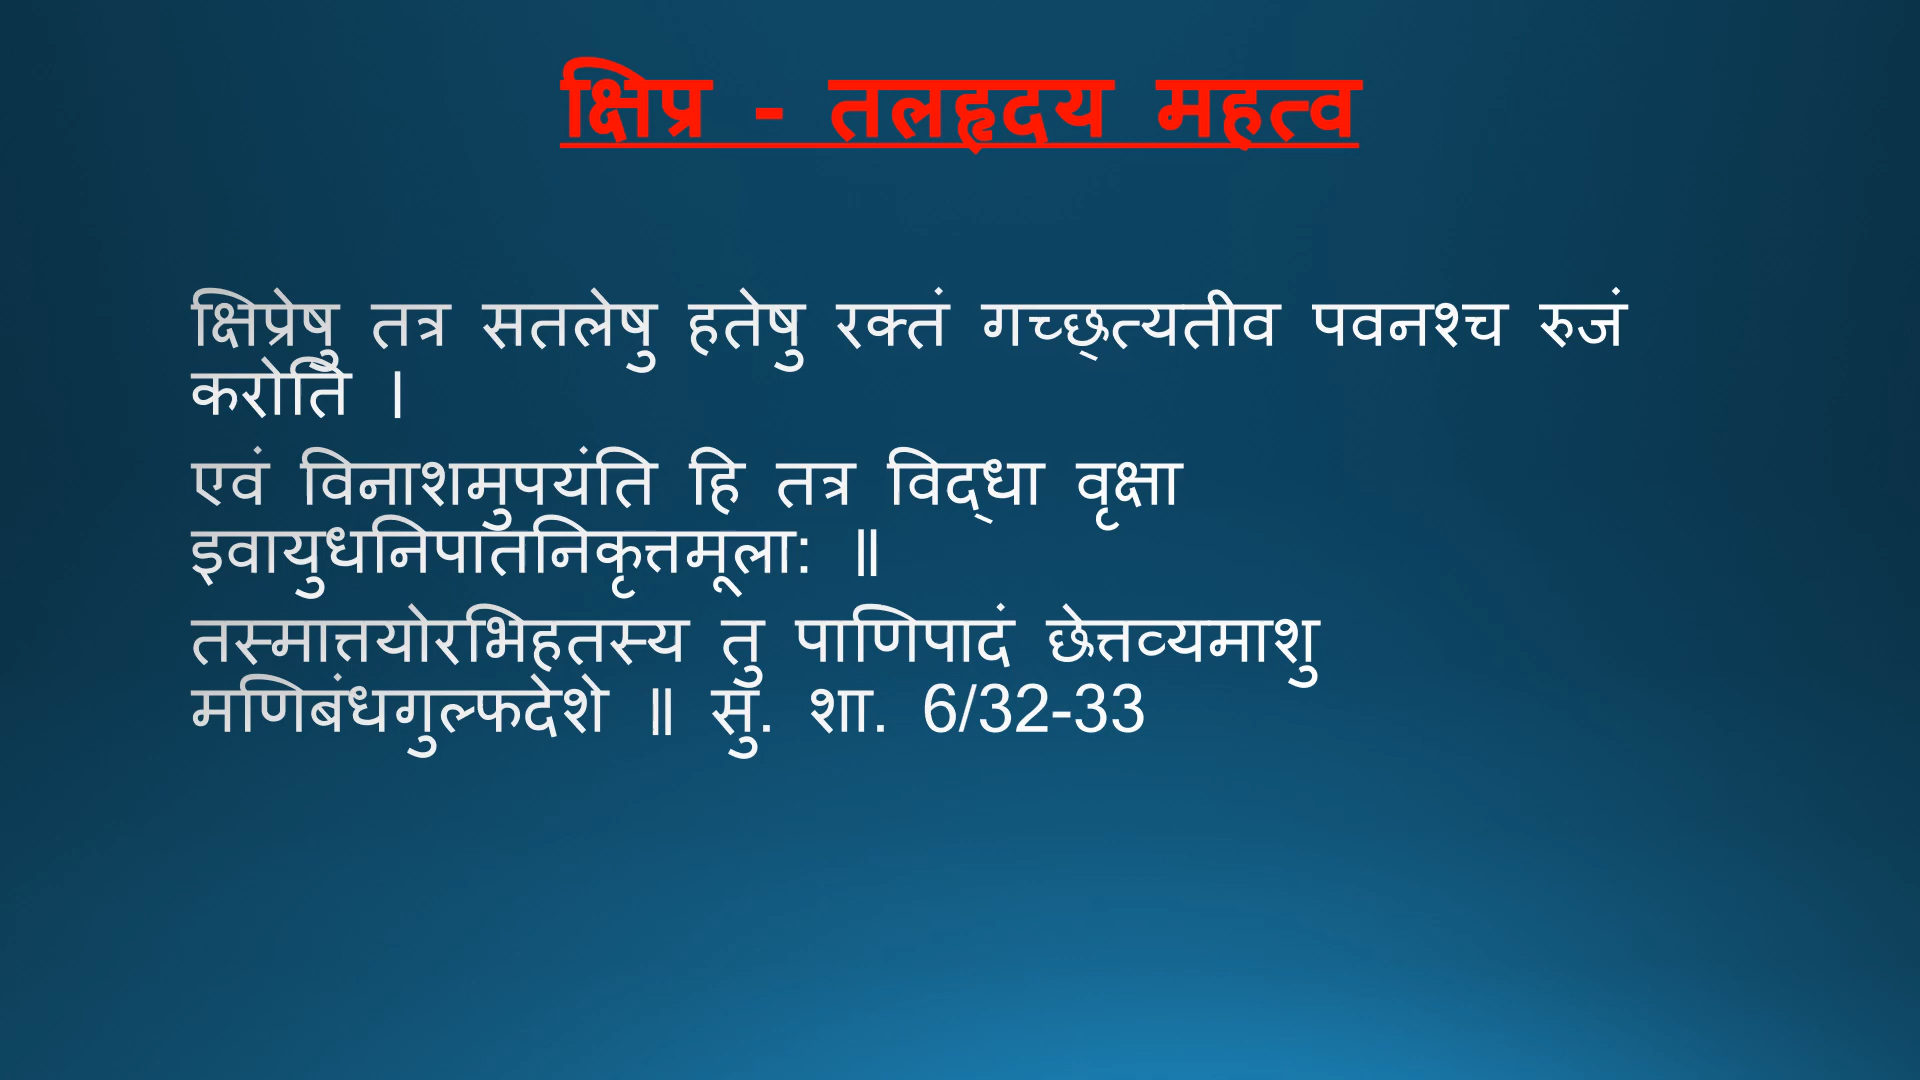 क्षिप्र - तलहृदय महत्व
क्षिप्रेषु तत्र सतलेषु हतेषु रक्तं गच्छ्त्यतीव पवनश्च रुजं
करोति ।
एवं विनाशमुपयंति हि तत्र विद्धा वृक्षा
इवायुधनिपातनिकृत्तमूला: ॥
तस्मात्तयोरभिहतस्य तु पाणिपादं छेत्तव्यमाशु
मणिबंधगुल्फदेशे ॥ सु. शा. 6/32-33